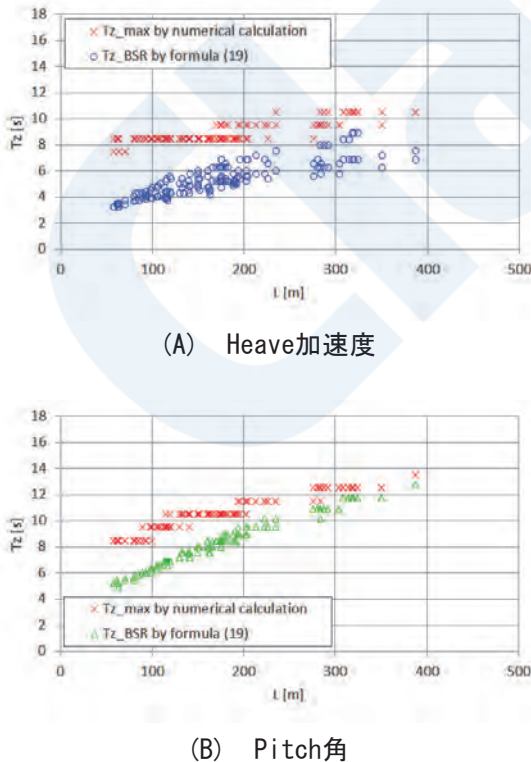 18
16
14
12
10
8
6
4
2
0
Tz [s]
× Tz_max by numerical calculation
○ Tz_BSR by formula (19)
0 100 200 300 400 500
L [m]
(A) Heave加速度
18
16
14
12
10
8
6
4
2
0
Tz [s]
× Tz_max by numerical calculation
△ Tz_BSR by formula (19)
0 100 200 300 400 500
L [m]
(B) Pitch角